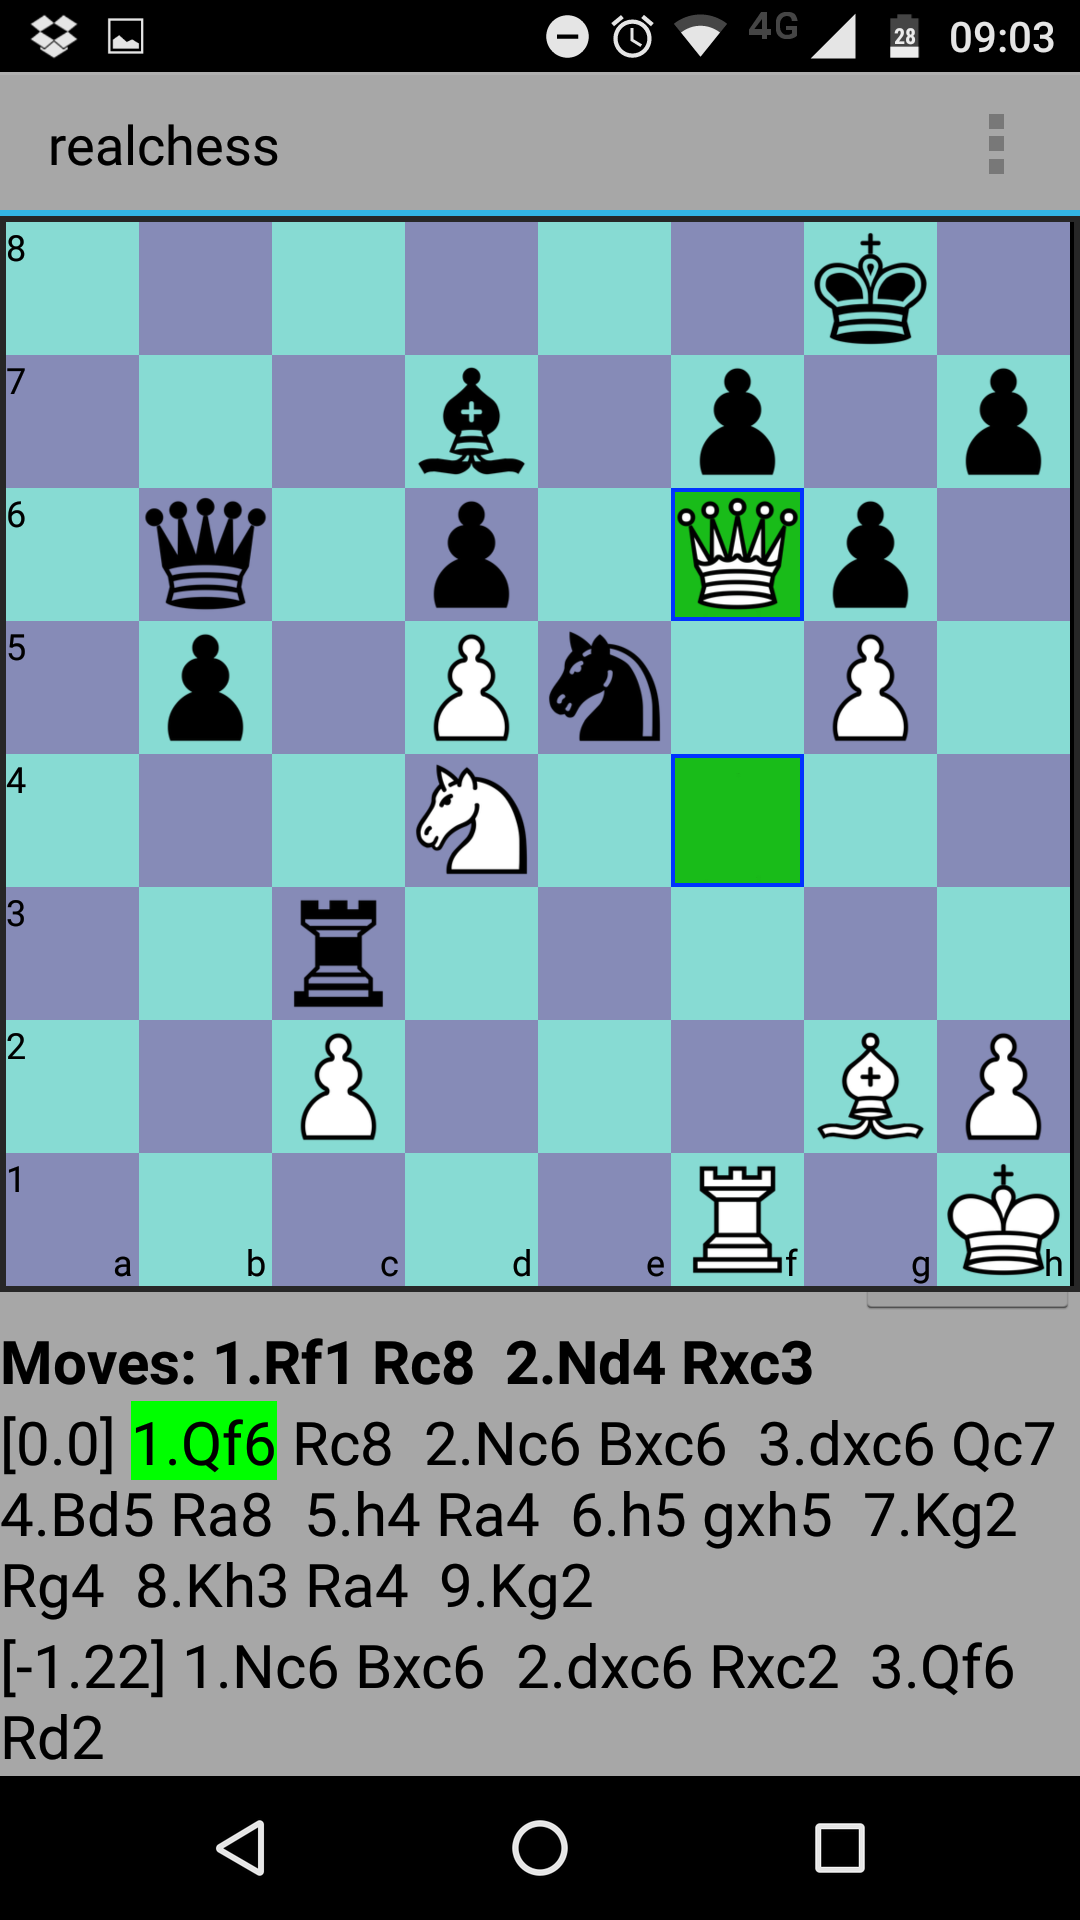 4G 28 09:03
realchess
8
7
6
5
4
3
2
1
a b c d e f g h
Moves: 1.Rf1 Rc8 2.Nd4 Rxc3
[0.0] 1.Qf6 Rc8 2.Nc6 Bxc6 3.dxc6 Qc7
4.Bd5 Ra8 5.h4 Ra4 6.h5 gxh5 7.Kg2
Rg4 8.Kh3 Ra4 9.Kg2
[-1.22] 1.Nc6 Bxc6 2.dxc6 Rxc2 3.Qf6
Rd2